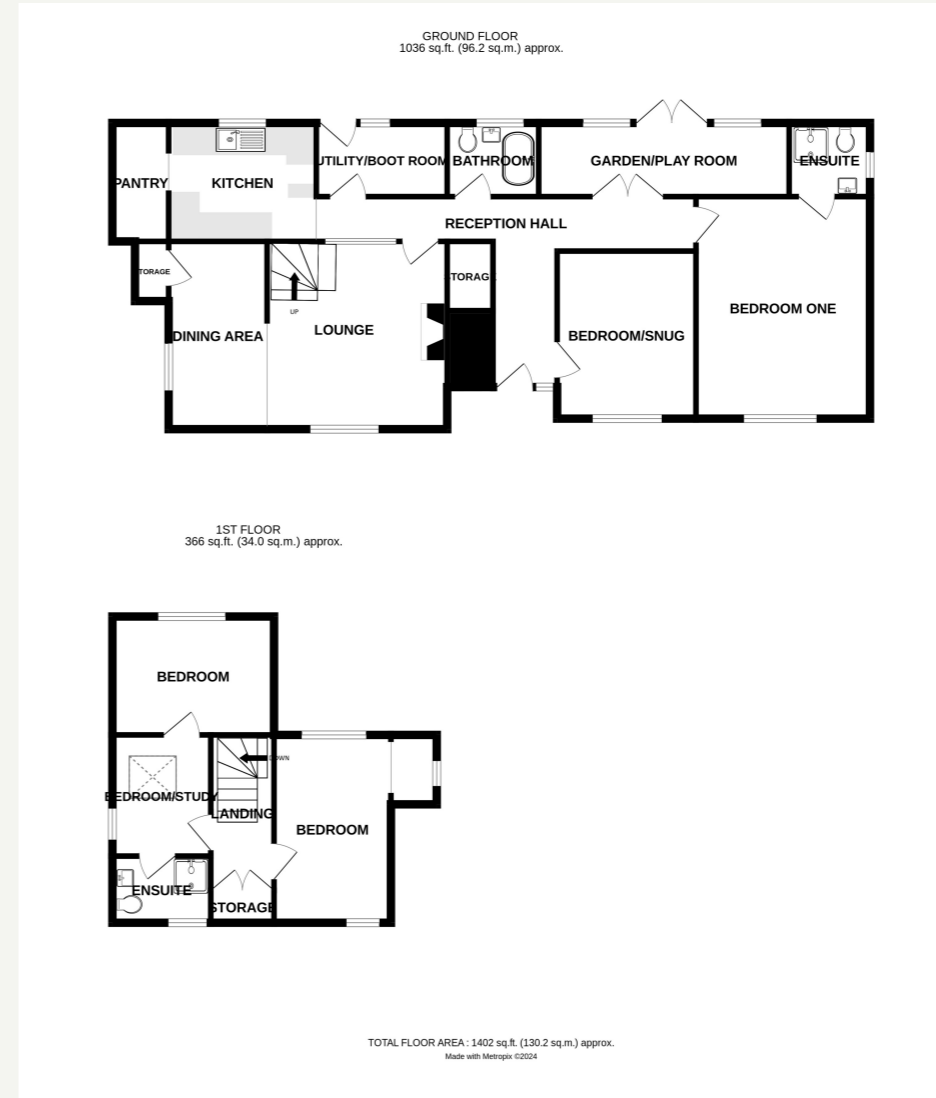 GROUND FLOOR
1036 sq.ft. (96.2 sq.m.) approx.
UTILITY/BOOT ROOM
BATHROOM
GARDEN/PLAY ROOM
ENSUITE
PANTRY
KITCHEN
RECEPTION HALL
STORAGE
STORAGE
UP
DINING AREA
LOUNGE
BEDROOM/SNUG
BEDROOM ONE
1ST FLOOR
366 sq.ft. (34.0 sq.m.) approx.
BEDROOM
DOWN
BEDROOM/STUDY
LANDING
BEDROOM
ENSUITE
STORAGE
TOTAL FLOOR AREA : 1402 sq.ft. (130.2 sq.m.) approx.
Made with Metropix ©2024